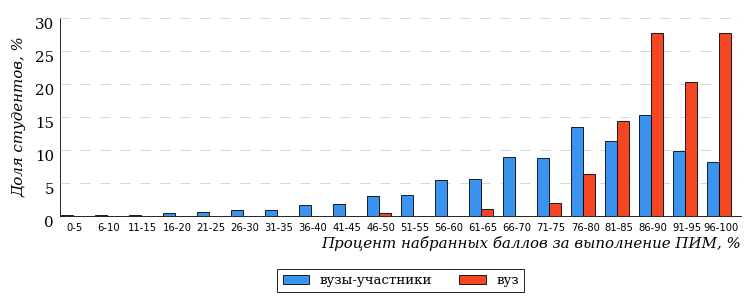 Доля студентов, %
30
25
20
15
10
5
0
0-5 6-10 11-15 16-20 21-25 26-30 31-35 36-40 41-45 46-50 51-55 56-60 61-65 66-70 71-75 76-80 81-85 86-90 91-95 96-100
Процент набранных баллов за выполнение ПИМ, %
вузы-участники вуз